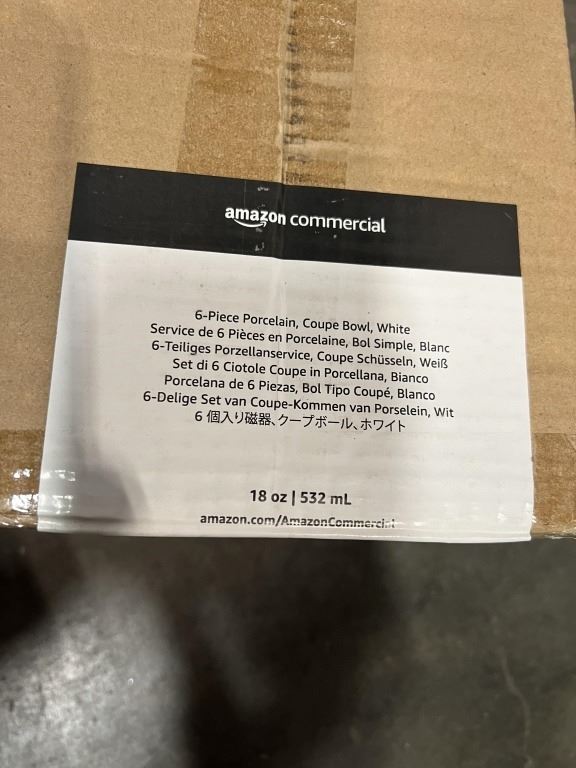 amazon commercial
6-Piece Porcelain, Coupe Bowl, White
Service de 6 Pièces en Porcelaine, Bol Simple, Blanc
6-Teiliges Porzellanservice, Coupe Schüsseln, Weiß
Set di 6 Ciotole Coupe in Porcellana, Bianco
Porcelana de 6 Piezas, Bol Tipo Coupé, Blanco
6-Delige Set van Coupe-Kommen van Porselein, Wit
6 個入り磁器、クープボール、ホワイト
18 oz | 532 mL
amazon.com/AmazonCommercial